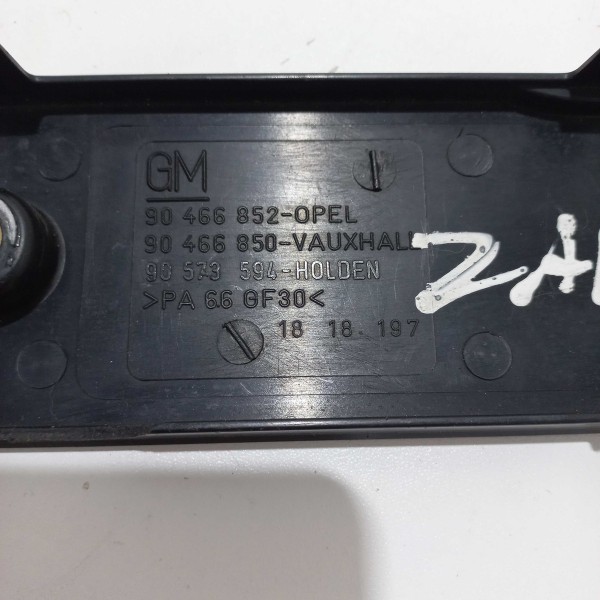 GM
90 466 852-OPEL
90 466 850-VAUXHALL
90 573 594-HOLDEN
>PA 66 GF30<
18 18.197